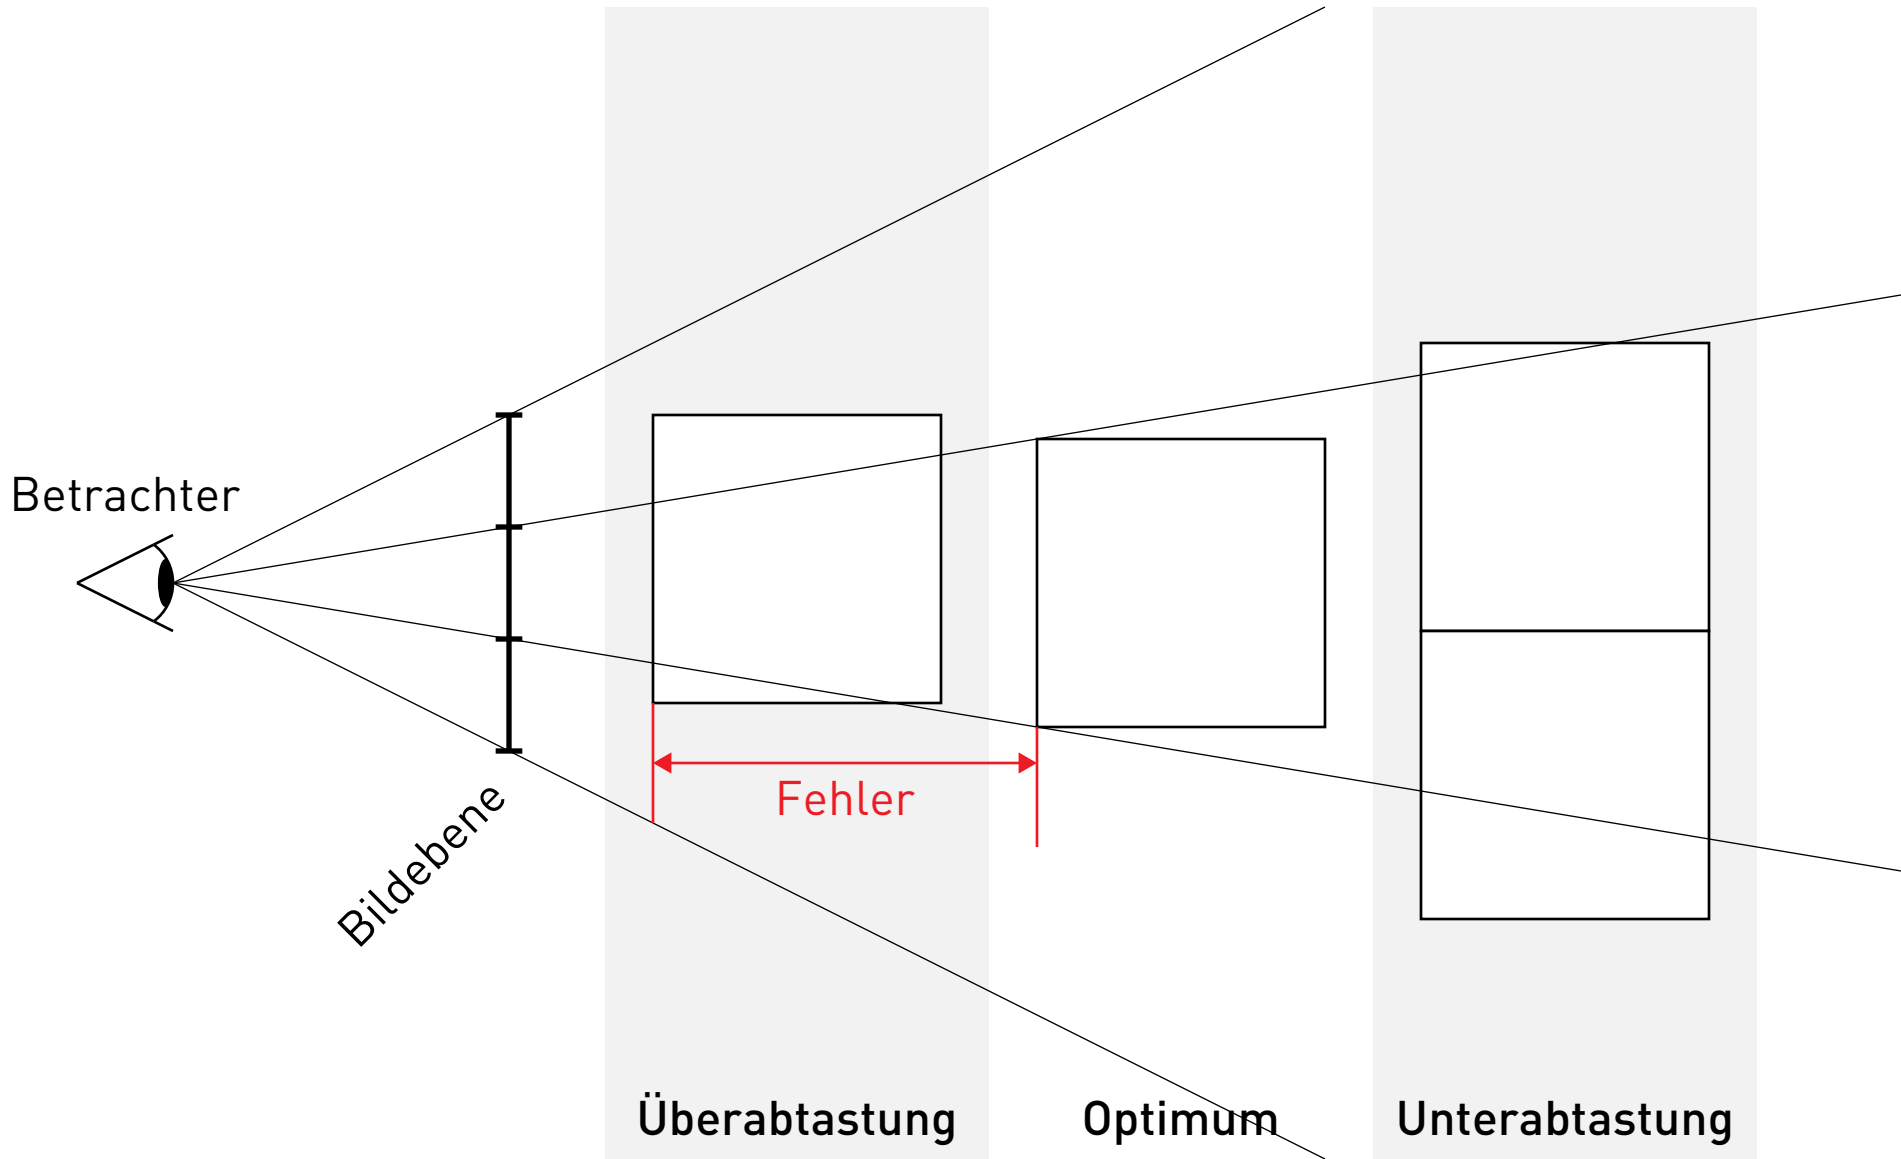 Betrachter
Bildebene
Fehler
Überabtastung
Optimum
Unterabtastung